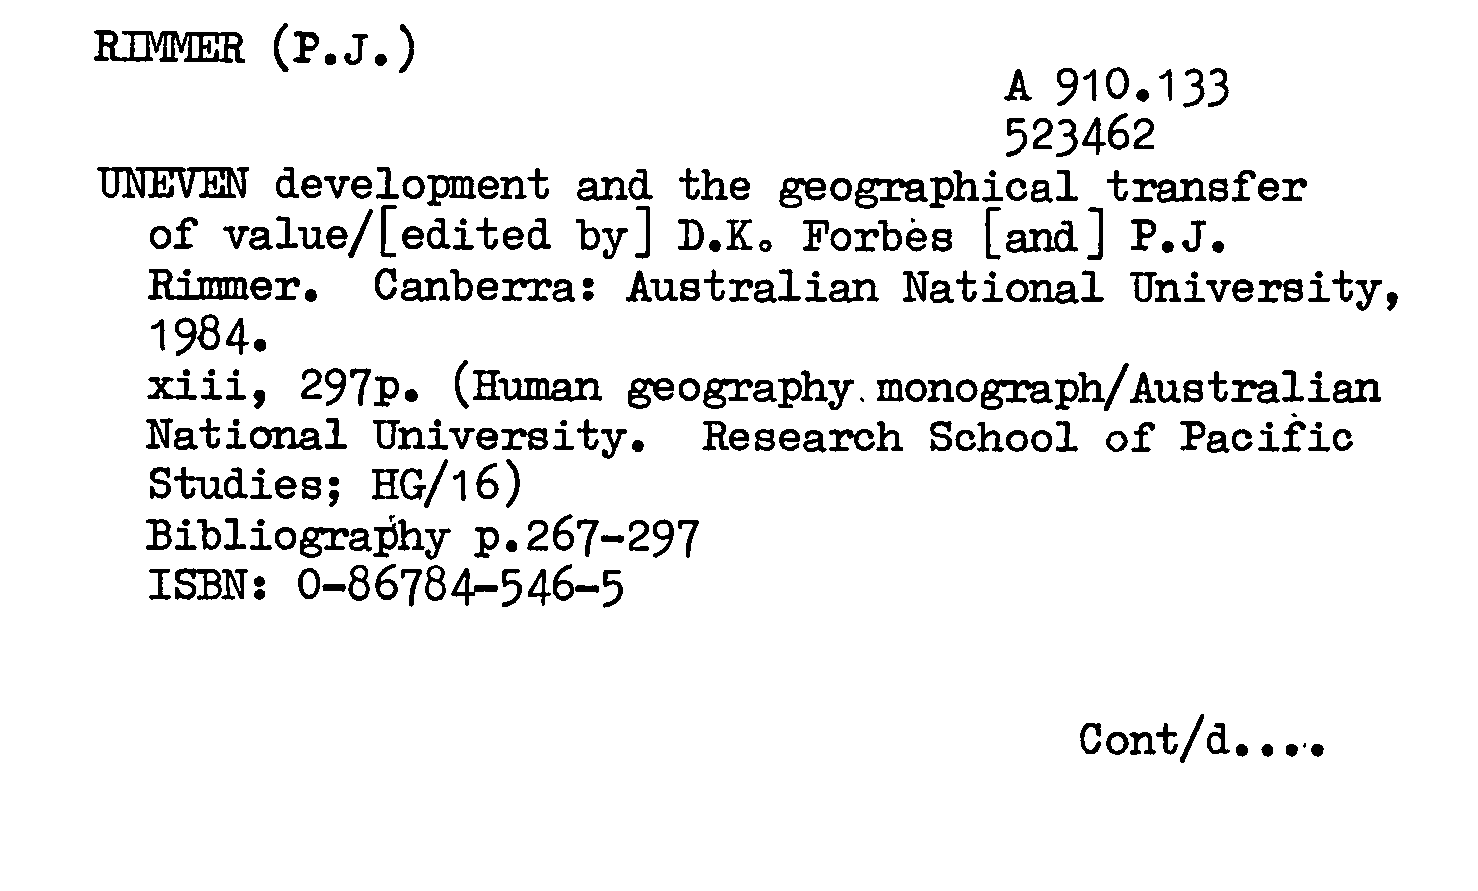 RIMMER (P.J.)
A 910.133
523462
UNEVEN development and the geographical transfer
of value/[edited by] D.K. Forbes [and] P.J.
Rimmer. Canberra: Australian National University,
1984.
xiii, 297p. (Human geography monograph/Australian
National University. Research School of Pacific
Studies; HG/16)
Bibliography p.267-297
ISBN: 0-86784-546-5
Cont/d....